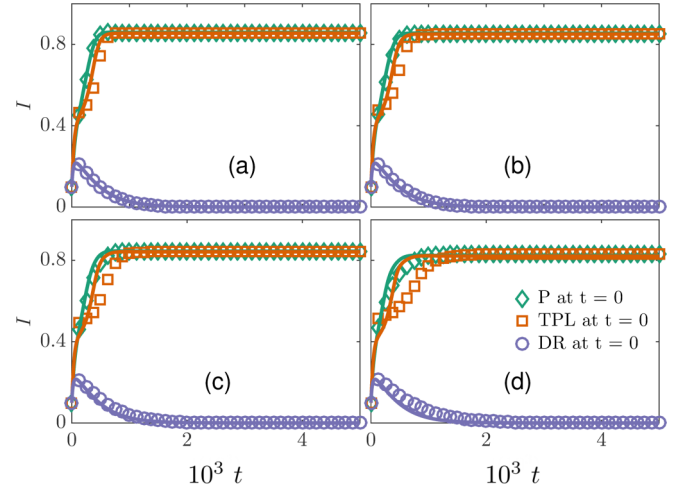 I
0.8
0.4
0
(a)
(b)
I
0.8
0.4
0
(c)
(d)
P at t = 0
TPL at t = 0
DR at t = 0
0 2 4 0 2 4
10³ t 10³ t